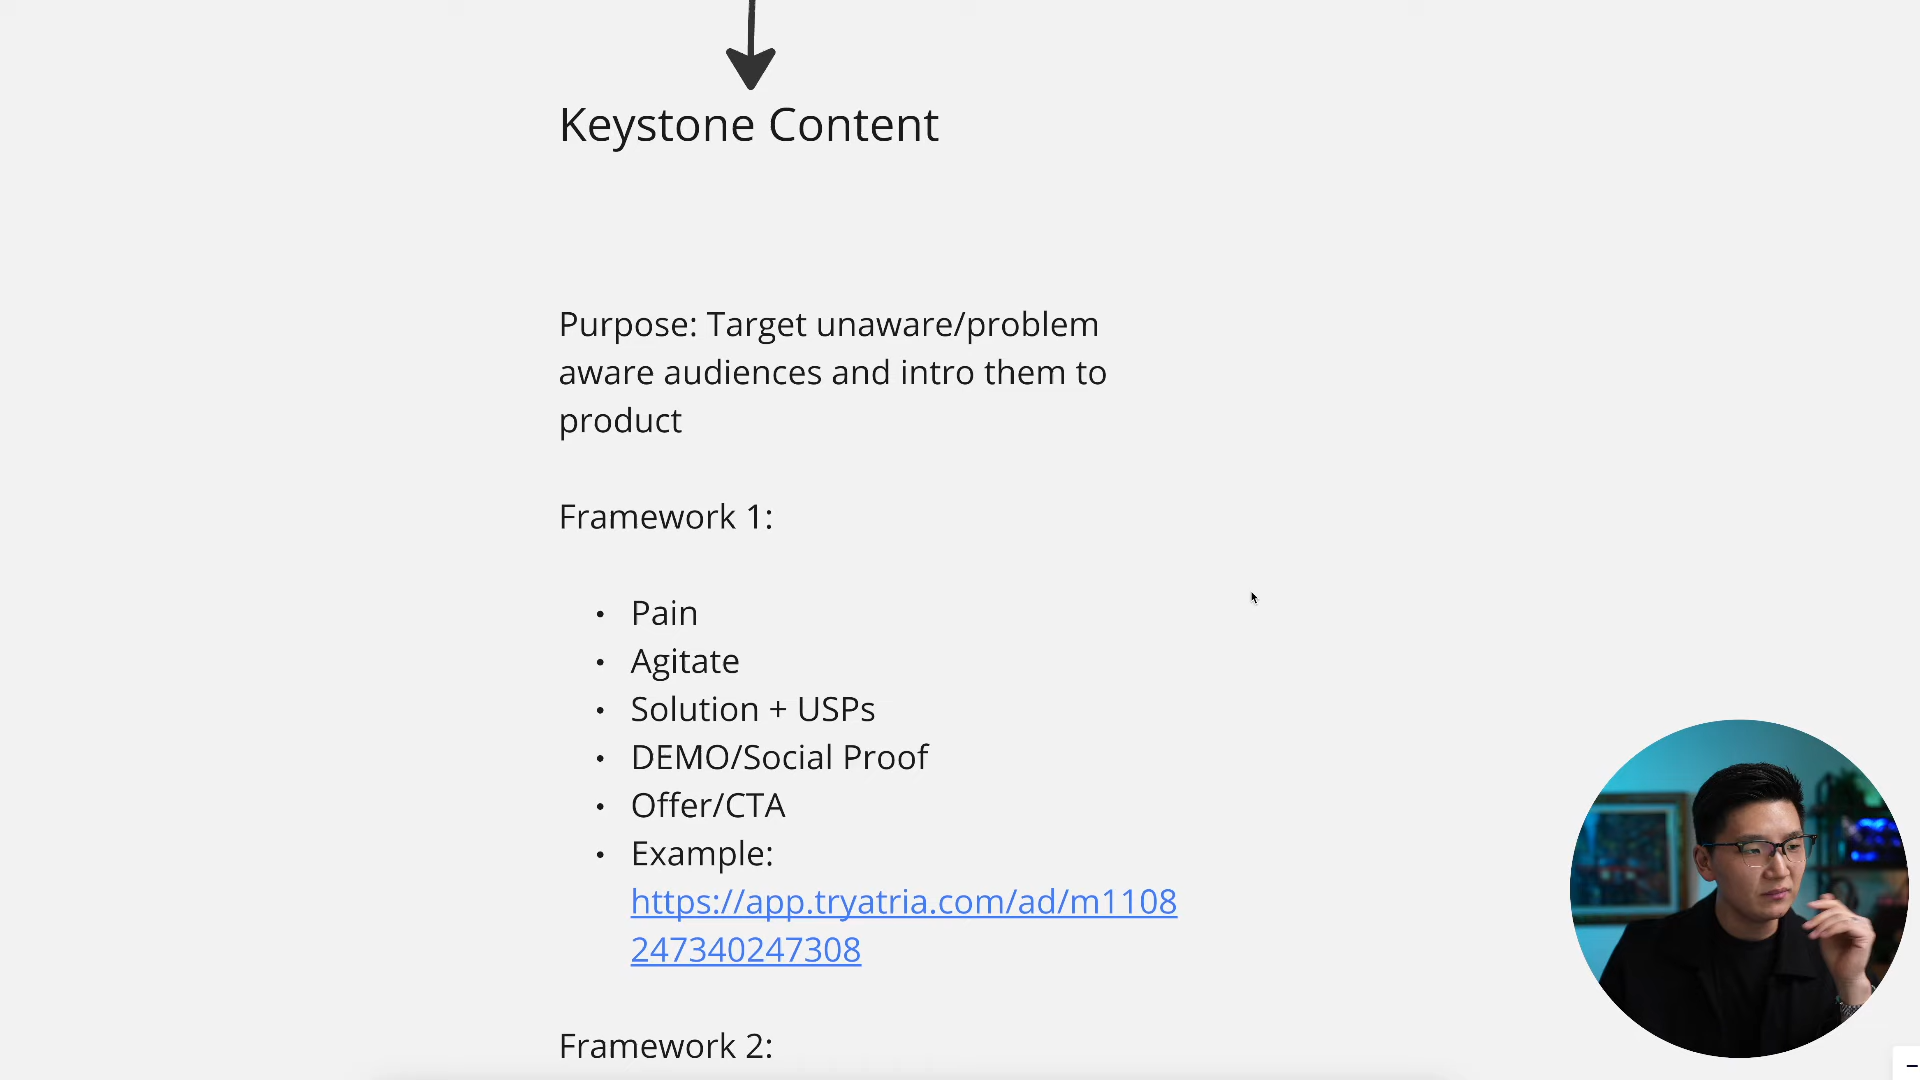 Keystone Content
Purpose: Target unaware/problem
aware audiences and intro them to
product
Framework 1:
• Pain
• Agitate
• Solution + USPs
• DEMO/Social Proof
• Offer/CTA
• Example:
https://app.tryatria.com/ad/m1108
247340247308
Framework 2: